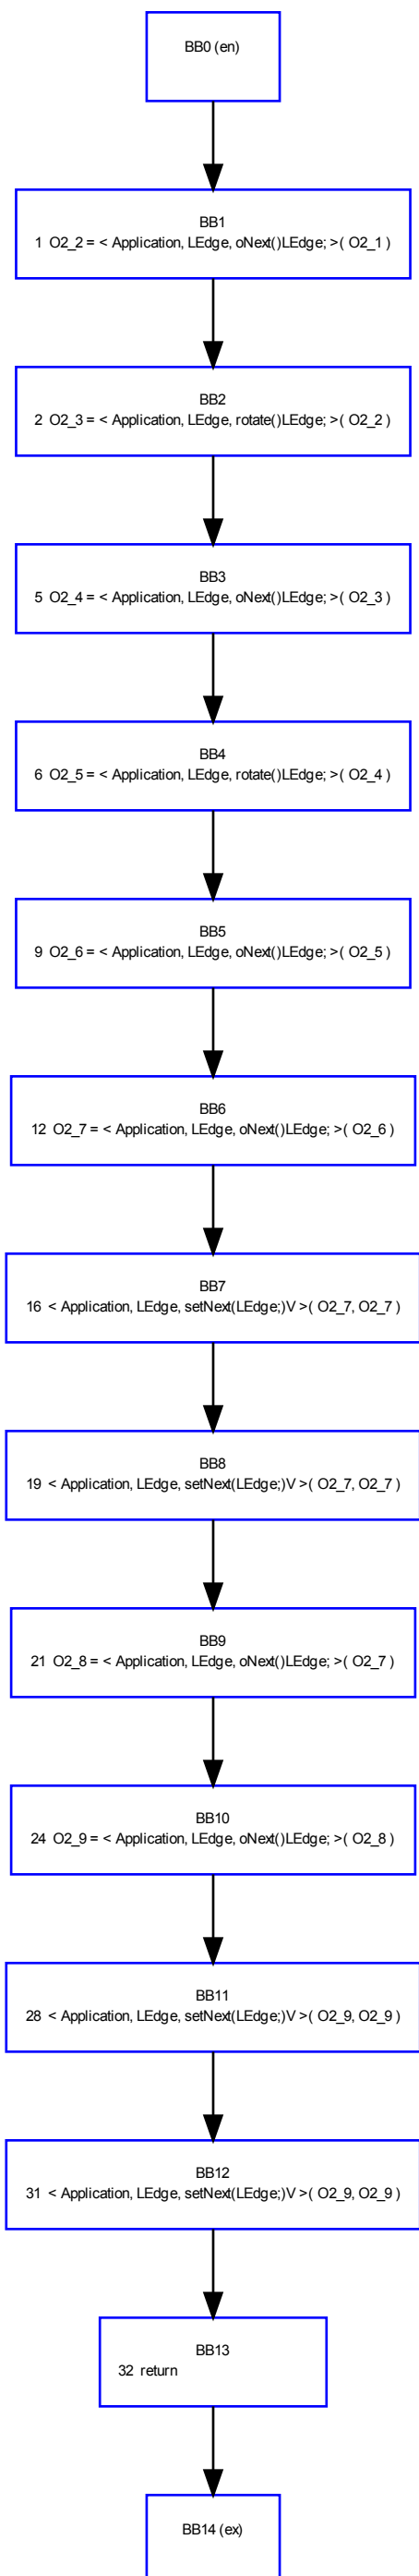 BB0 (en)
BB1
1 O2_2 = < Application, LEdge, oNext()LEdge; >( O2_1 )
BB2
2 O2_3 = < Application, LEdge, rotate()LEdge; >( O2_2 )
BB3
5 O2_4 = < Application, LEdge, oNext()LEdge; >( O2_3 )
BB4
6 O2_5 = < Application, LEdge, rotate()LEdge; >( O2_4 )
BB5
9 O2_6 = < Application, LEdge, oNext()LEdge; >( O2_5 )
BB6
12 O2_7 = < Application, LEdge, oNext()LEdge; >( O2_6 )
BB7
16 < Application, LEdge, setNext(LEdge;)V >( O2_7, O2_7 )
BB8
19 < Application, LEdge, setNext(LEdge;)V >( O2_7, O2_7 )
BB9
21 O2_8 = < Application, LEdge, oNext()LEdge; >( O2_7 )
BB10
24 O2_9 = < Application, LEdge, oNext()LEdge; >( O2_8 )
BB11
28 < Application, LEdge, setNext(LEdge;)V >( O2_9, O2_9 )
BB12
31 < Application, LEdge, setNext(LEdge;)V >( O2_9, O2_9 )
BB13
32 return
BB14 (ex)